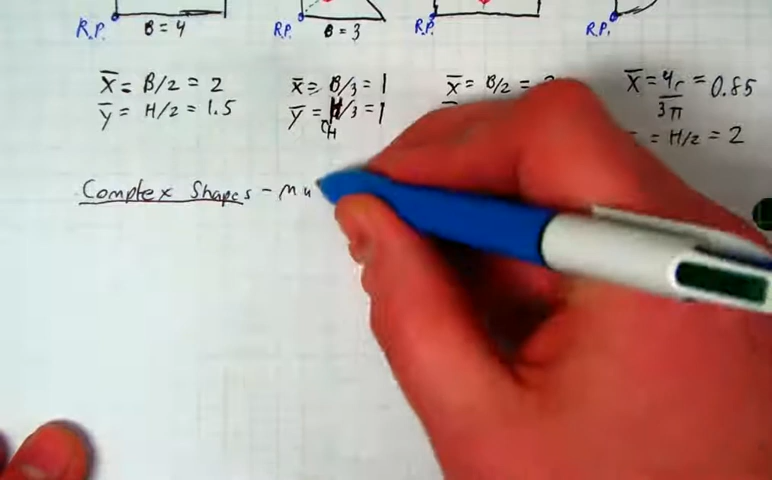 R.P. B = 4 R.P. B = 3 R.P. R.P.
x̄ = B/2 = 2 x̄ = B/3 = 1 x̄ = B/2 = x̄ = 4r/3π = 0.85
ȳ = H/2 = 1.5 ȳ = H/3 = 1 = H/2 = 2
H
Complex Shapes - Mu